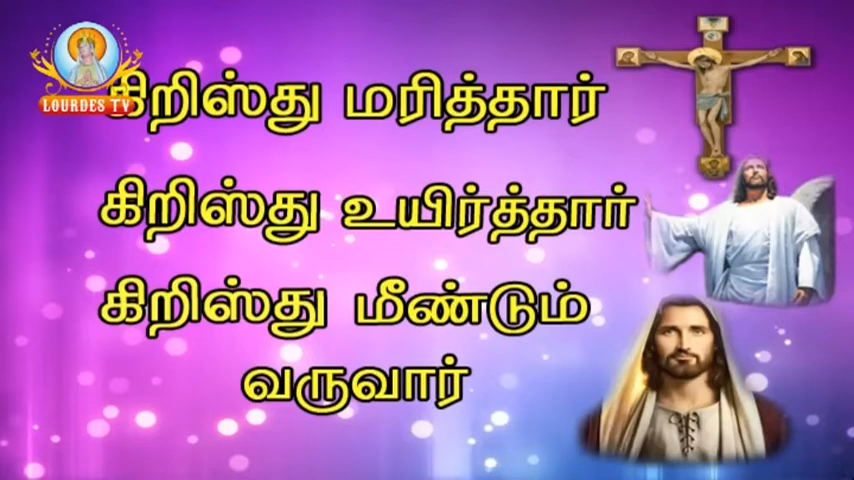 LOURDES TV
கிறிஸ்து மரித்தார்
கிறிஸ்து உயிர்த்தார்
கிறிஸ்து மீண்டும்
வருவார்